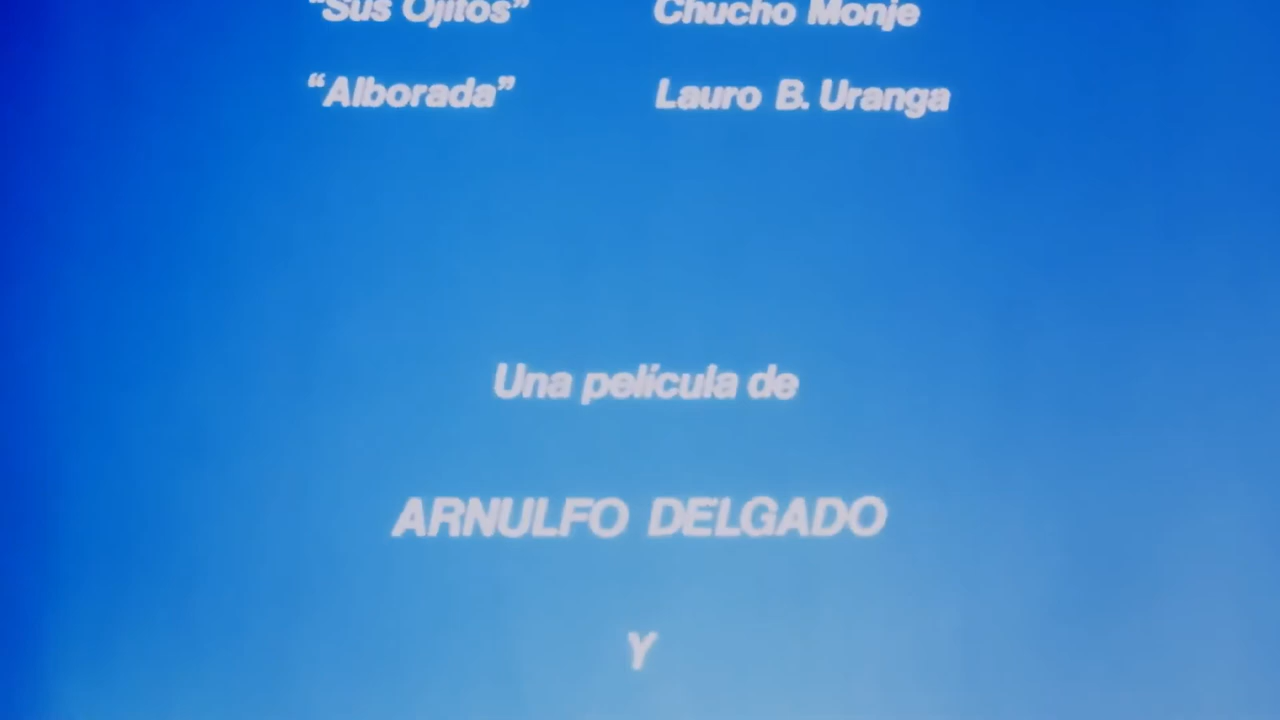 “Sus Ojitos” Chucho Monje
“Alborada” Lauro B. Uranga
Una película de
ARNULFO DELGADO
Y